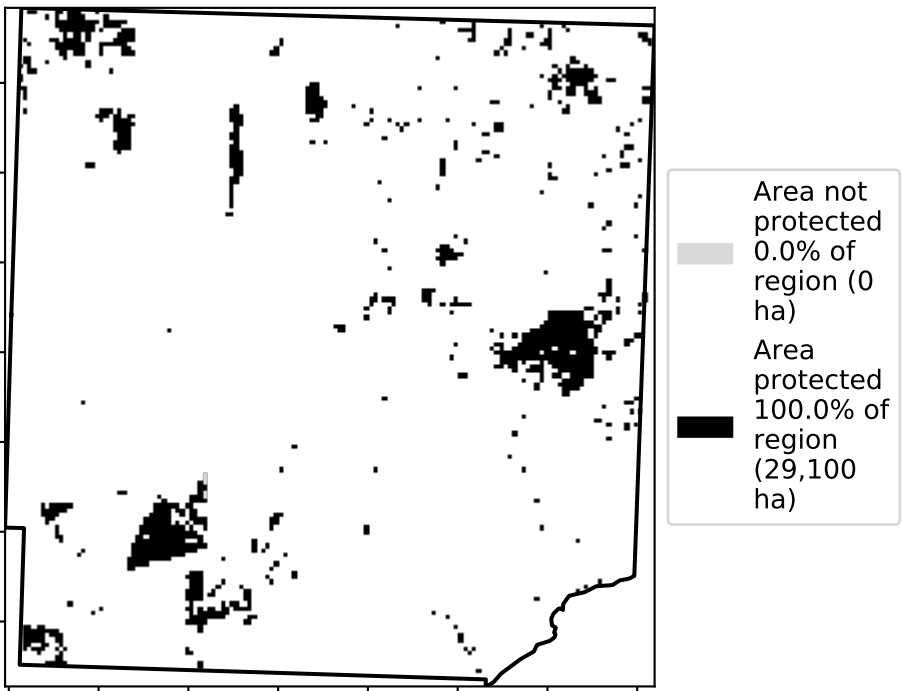 Area not
protected
0.0% of
region (0
ha)
Area
protected
100.0% of
region
(29,100
ha)